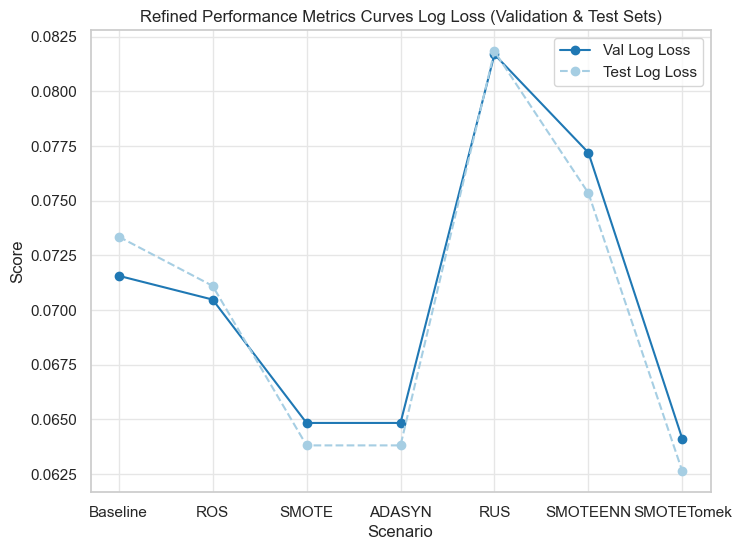 Refined Performance Metrics Curves Log Loss (Validation & Test Sets)
0.0825
0.0800
0.0775
0.0750
0.0725
0.0700
0.0675
0.0650
0.0625
Score
Val Log Loss
Test Log Loss
Baseline ROS SMOTE ADASYN RUS SMOTEENN SMOTETomek
Scenario